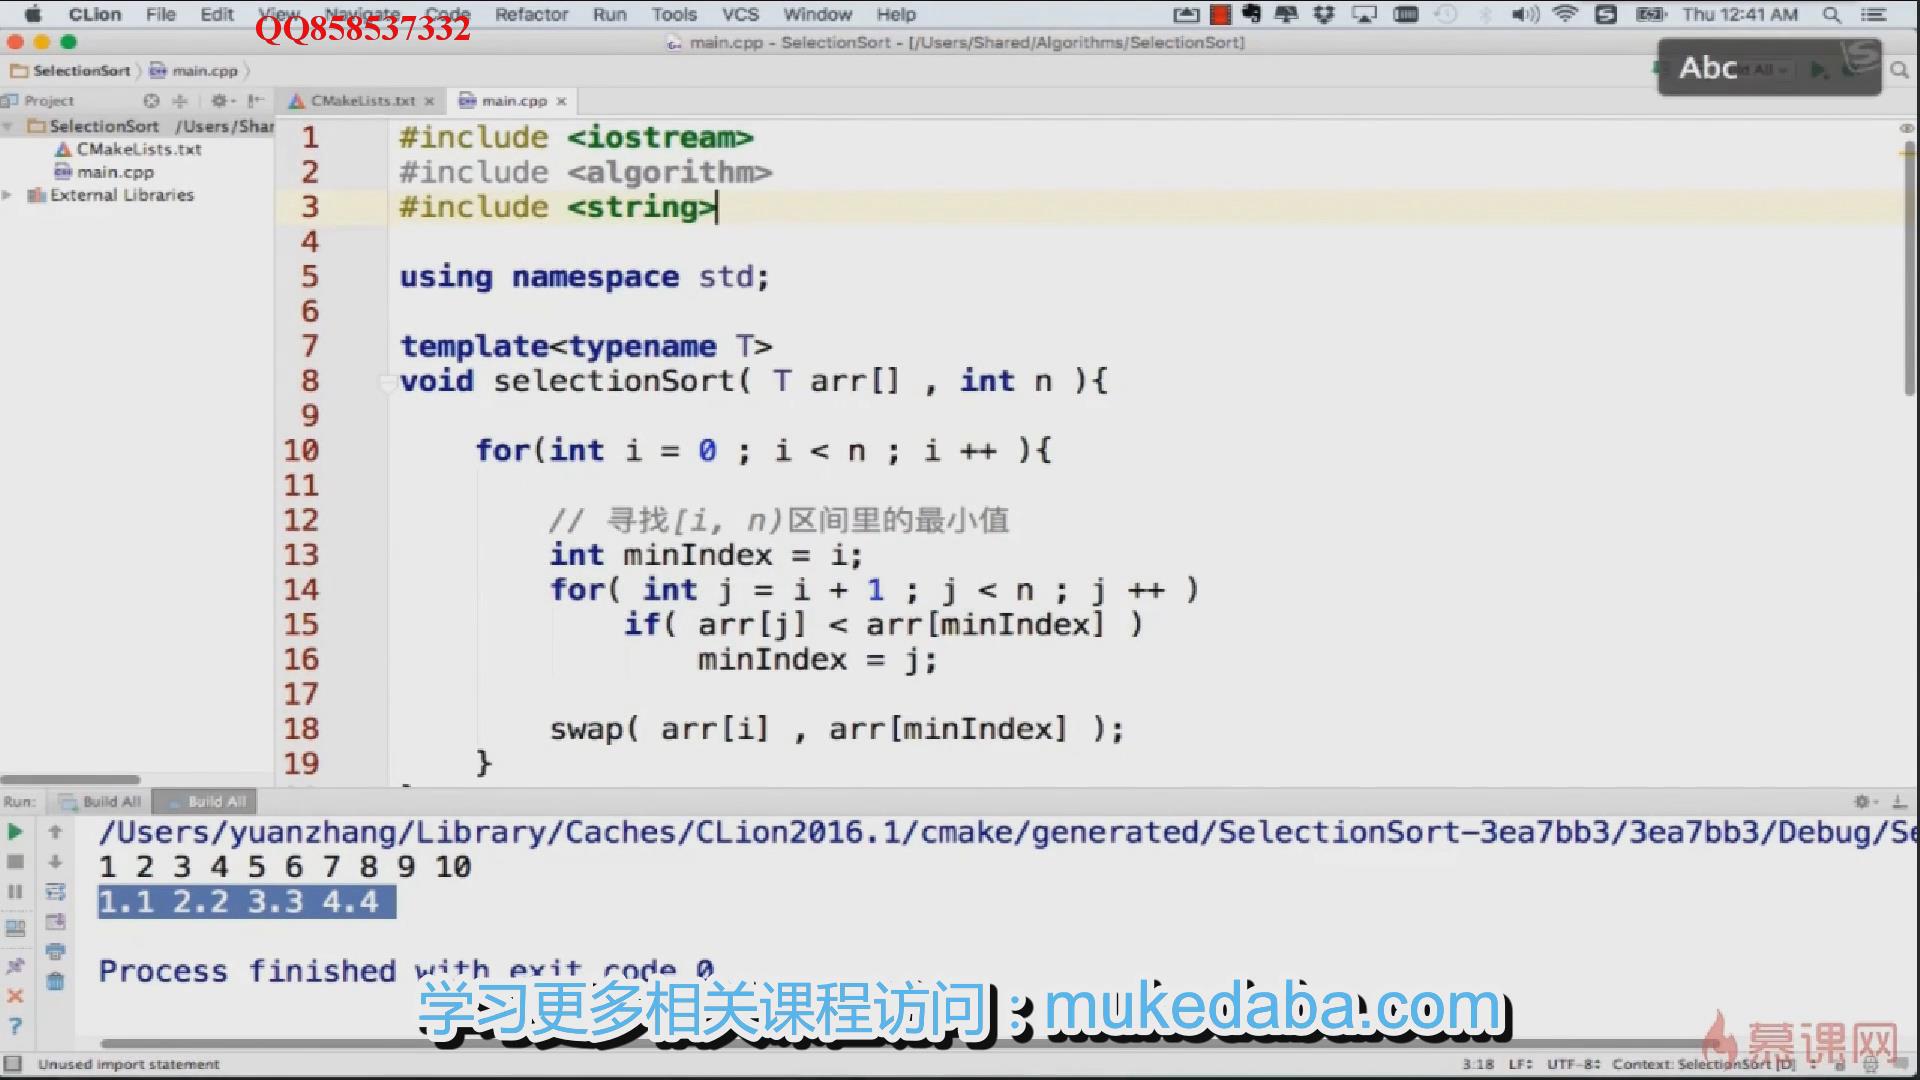 CLion File Edit View Navigate Code Refactor Run Tools VCS Window Help Thu 12:41 AM
QQ858537332
main.cpp - SelectionSort - [/Users/Shared/Algorithms/SelectionSort]
SelectionSort main.cpp
Abc
Project CMakeLists.txt main.cpp
SelectionSort /Users/Shar
CMakeLists.txt
main.cpp
External Libraries
1 #include <iostream>
2 #include <algorithm>
3 #include <string>
4
5 using namespace std;
6
7 template<typename T>
8 void selectionSort( T arr[] , int n ){
9
10 for(int i = 0 ; i < n ; i ++ ){
11
12 // 寻找[i, n)区间里的最小值
13 int minIndex = i;
14 for( int j = i + 1 ; j < n ; j ++ )
15 if( arr[j] < arr[minIndex] )
16 minIndex = j;
17
18 swap( arr[i] , arr[minIndex] );
19 }
Run: Build All Build All
/Users/yuanzhang/Library/Caches/CLion2016.1/cmake/generated/SelectionSort-3ea7bb3/3ea7bb3/Debug/Se
1 2 3 4 5 6 7 8 9 10
1.1 2.2 3.3 4.4
Process finished with exit code 0
学习更多相关课程访问：mukedaba.com
慕课网
Unused import statement 3:18 LF: UTF-8: Context: SelectionSort [D]